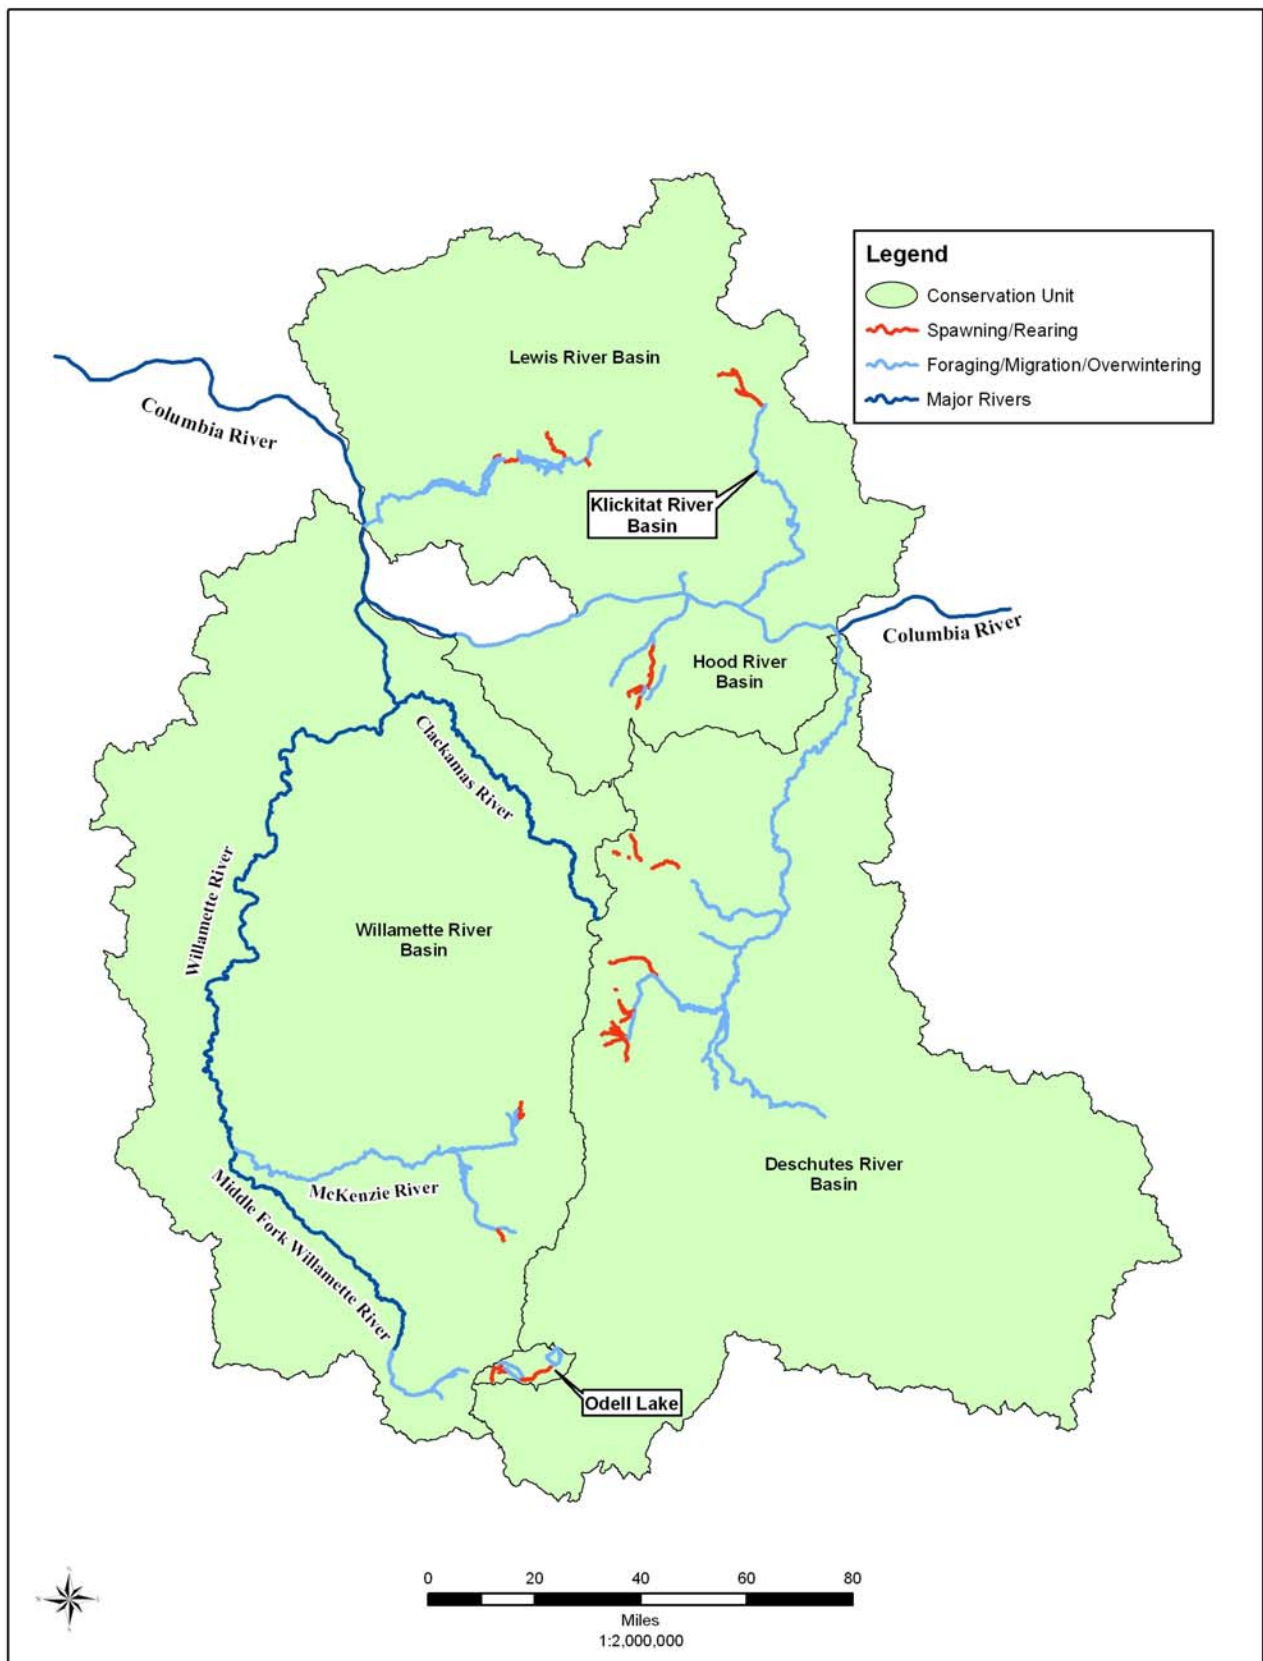 Legend
Conservation Unit
Spawning/Rearing
Foraging/Migration/Overwintering
Major Rivers
Lewis River Basin
Columbia River
Klickitat River
Basin
Columbia River
Hood River
Basin
Clackamas River
Willamette River
Willamette River
Basin
Deschutes River
Basin
McKenzie River
Middle Fork Willamette River
Odell Lake
0 20 40 60 80
Miles
1:2,000,000